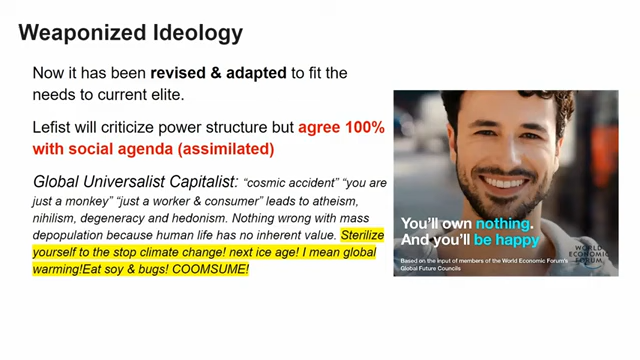 Weaponized Ideology
Now it has been revised & adapted to fit the
needs to current elite.
Lefist will criticize power structure but agree 100%
with social agenda (assimilated)
Global Universalist Capitalist: “cosmic accident” “you are
just a monkey” “just a worker & consumer” leads to atheism,
nihilism, degeneracy and hedonism. Nothing wrong with mass
depopulation because human life has no inherent value. Sterilize
yourself to the stop climate change! next ice age! I mean global
warming!Eat soy & bugs! COOMSUME!
You'll own nothing.
And you'll be happy
Based on the input of members of the World Economic Forum's
Global Future Councils
WORLD
ECONOMIC
FORUM